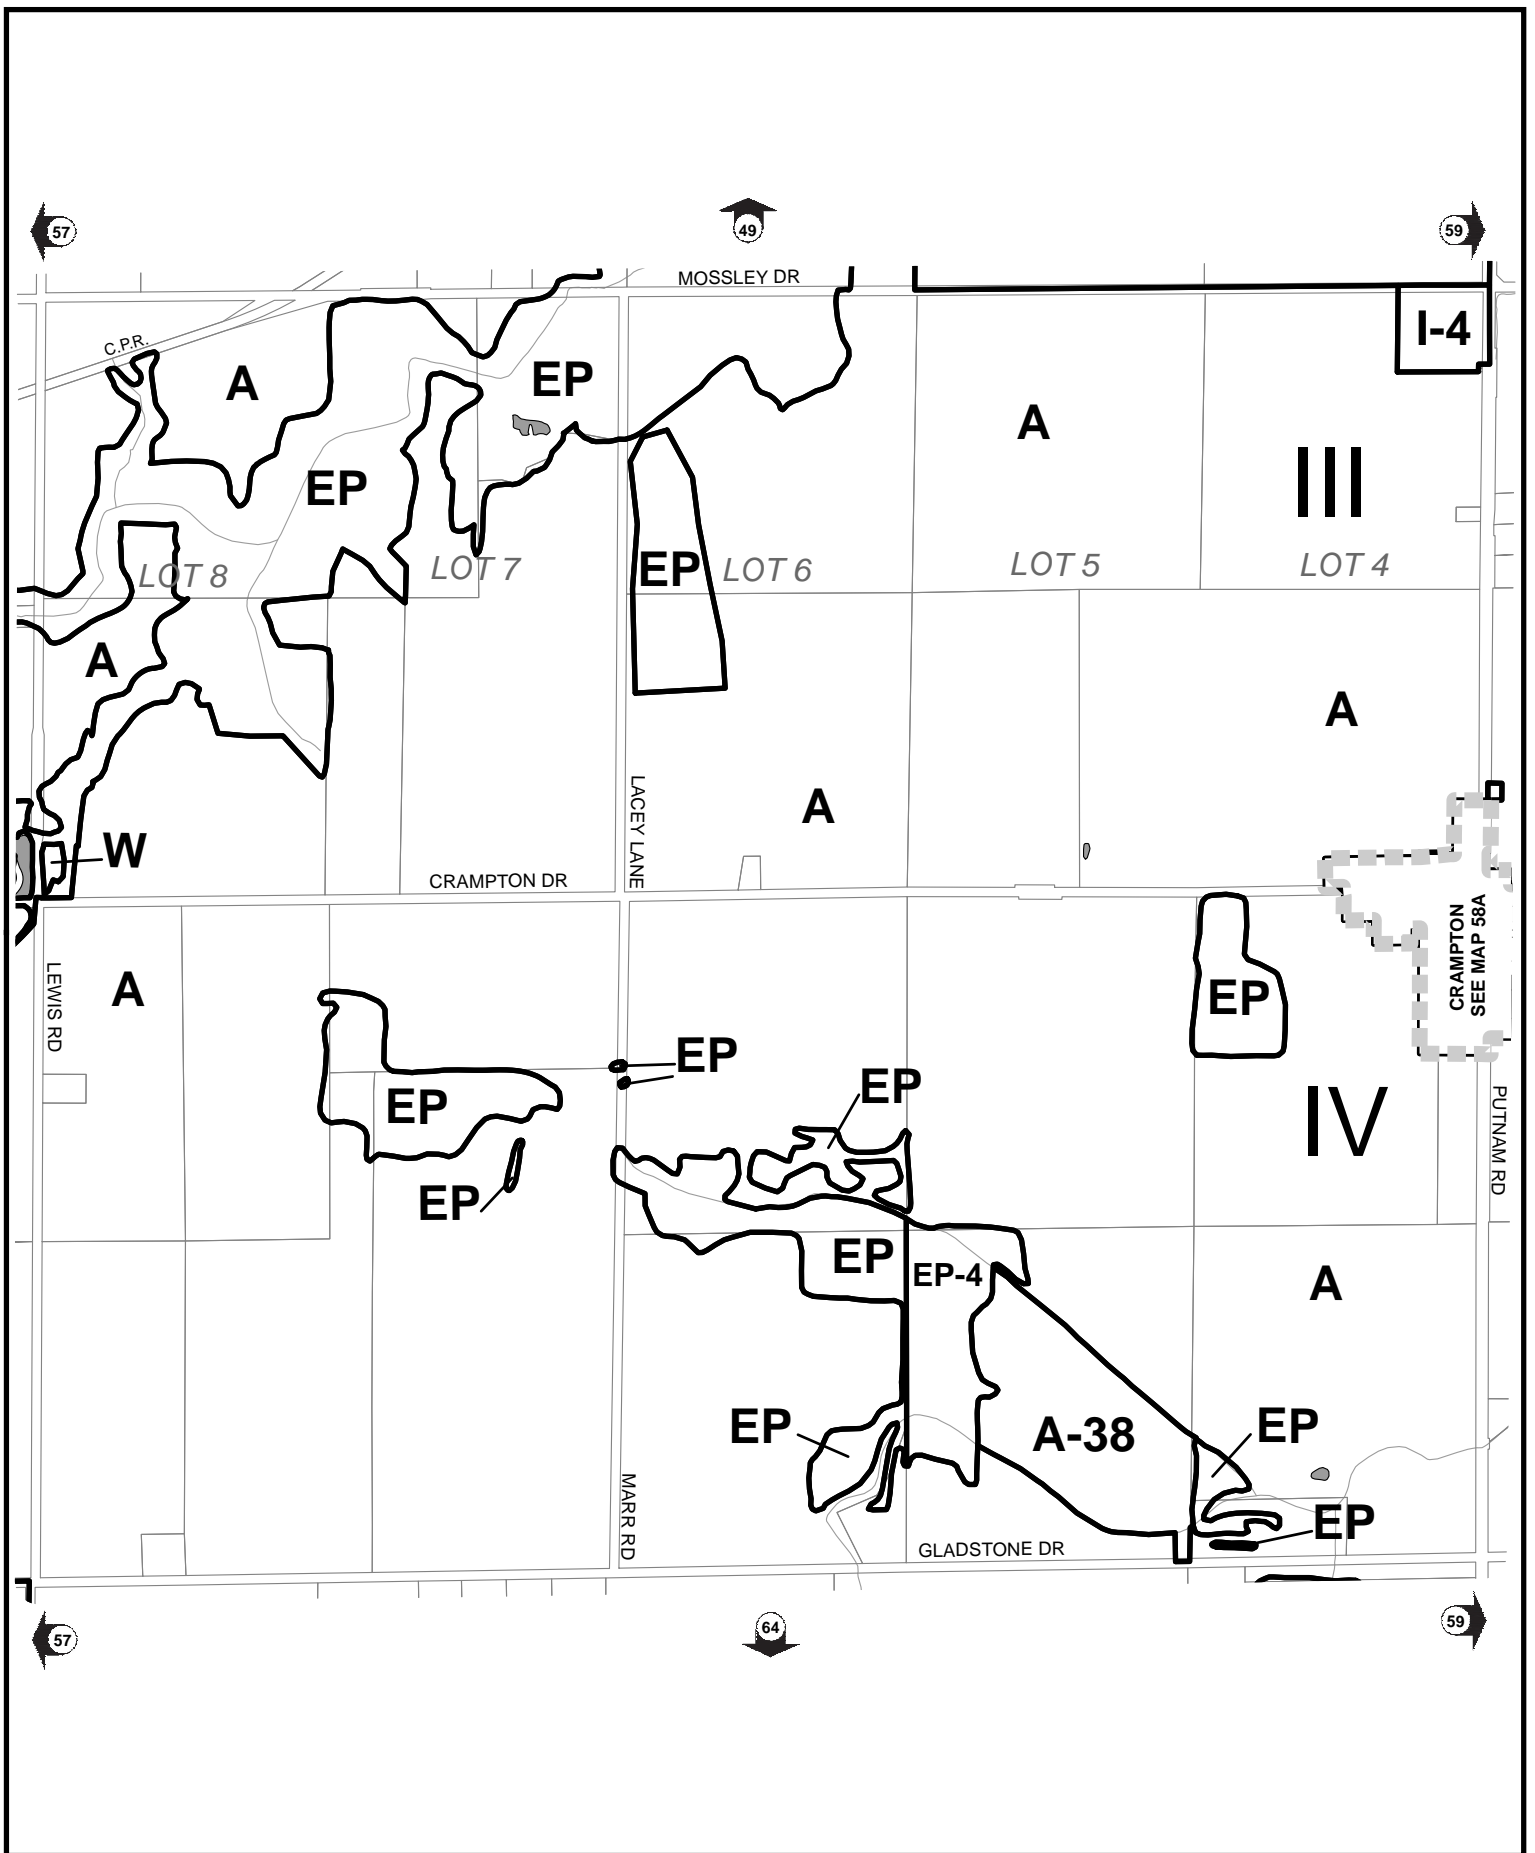 57
49
59
MOSSLEY DR
C.P.R.
I-4
A
EP
A
EP
III
EP
LOT 8
LOT 7
LOT 6
LOT 5
LOT 4
A
A
LACEY LANE
A
W
CRAMPTON DR
CRAMPTON
SEE MAP 58A
LEWIS RD
A
EP
EP
EP
EP
IV
PUTNAM RD
EP
EP
EP-4
A
EP
A-38
EP
MARR RD
EP
GLADSTONE DR
57
64
59